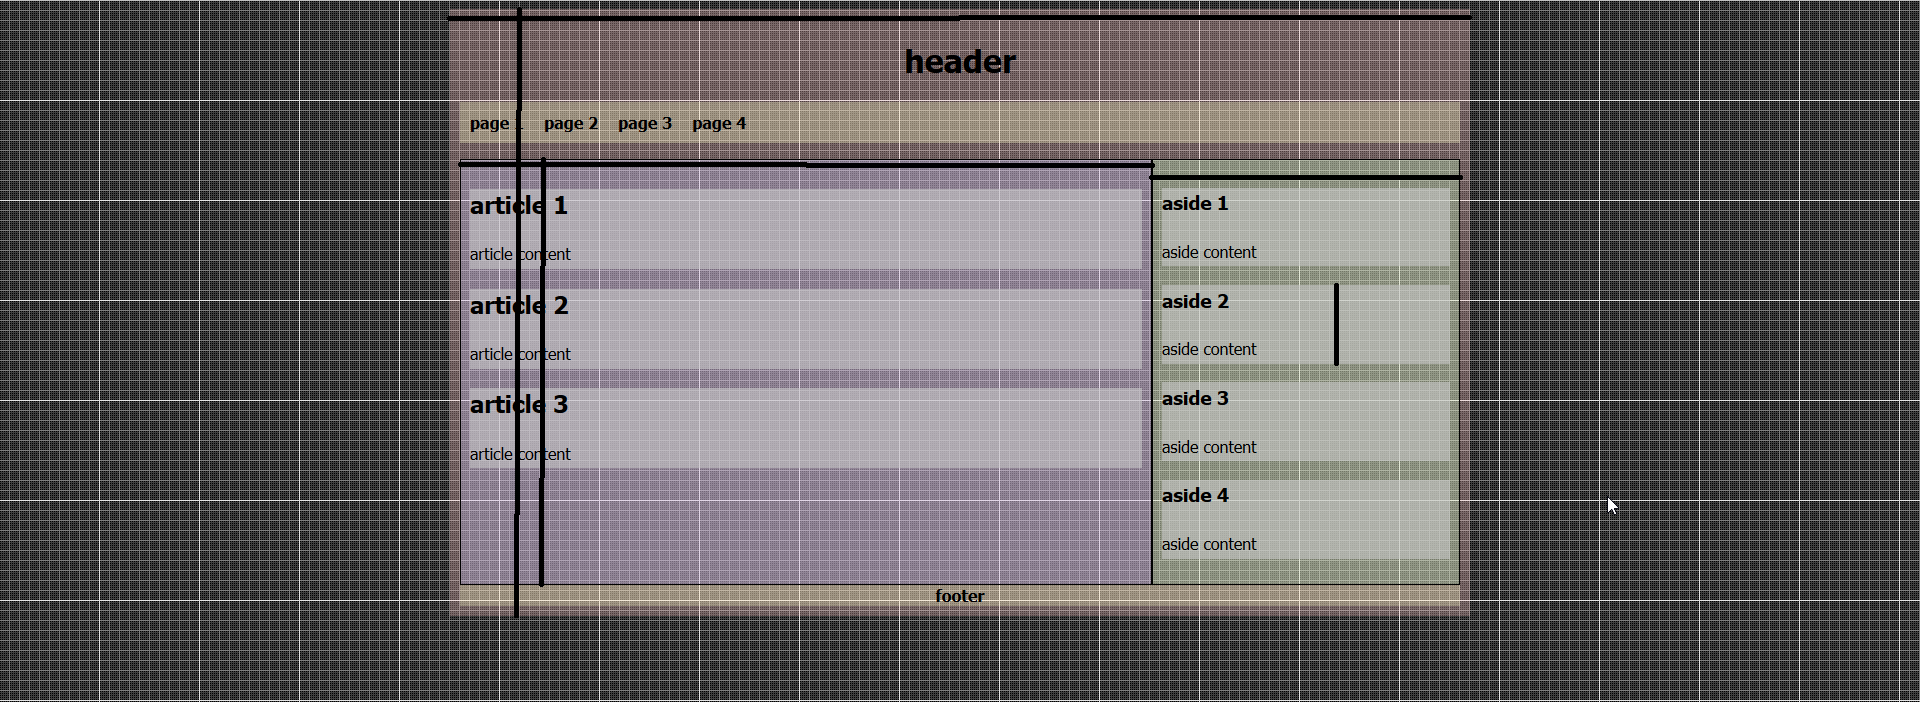 header
page 1 page 2 page 3 page 4
article 1
article content
article 2
article content
article 3
article content
aside 1
aside content
aside 2
aside content
aside 3
aside content
aside 4
aside content
footer